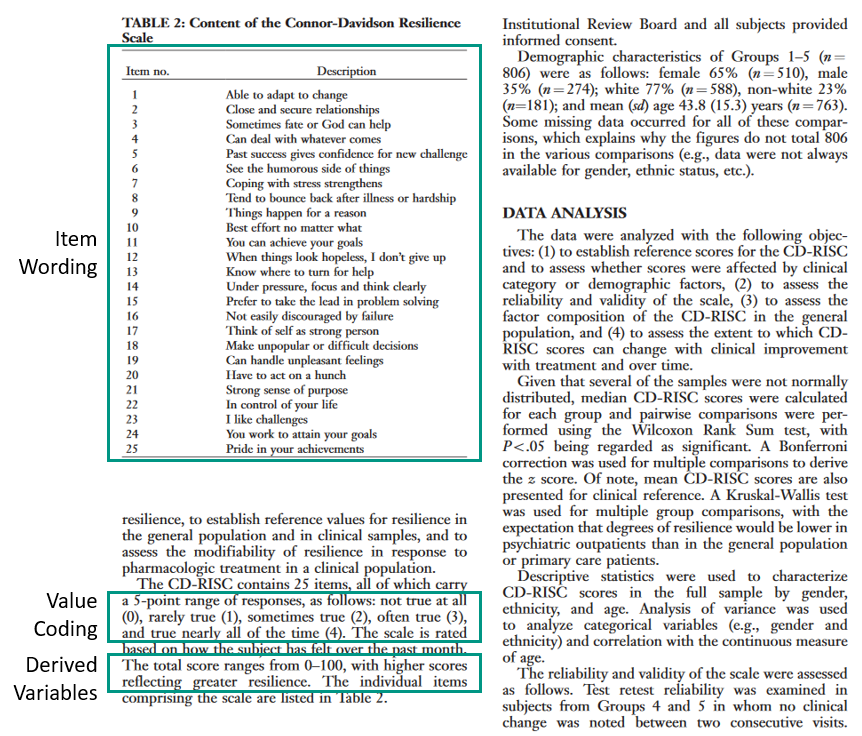 TABLE 2: Content of the Connor-Davidson Resilience
Scale
Item no. Description
1 Able to adapt to change
2 Close and secure relationships
3 Sometimes fate or God can help
4 Can deal with whatever comes
5 Past success gives confidence for new challenge
6 See the humorous side of things
7 Coping with stress strengthens
8 Tend to bounce back after illness or hardship
9 Things happen for a reason
10 Best effort no matter what
11 You can achieve your goals
12 When things look hopeless, I don't give up
13 Know where to turn for help
14 Under pressure, focus and think clearly
15 Prefer to take the lead in problem solving
16 Not easily discouraged by failure
17 Think of self as strong person
18 Make unpopular or difficult decisions
19 Can handle unpleasant feelings
20 Have to act on a hunch
21 Strong sense of purpose
22 In control of your life
23 I like challenges
24 You work to attain your goals
25 Pride in your achievements
Item
Wording
resilience, to establish reference values for resilience in
the general population and in clinical samples, and to
assess the modifiability of resilience in response to
pharmacologic treatment in a clinical population.
The CD-RISC contains 25 items, all of which carry
a 5-point range of responses, as follows: not true at all
(0), rarely true (1), sometimes true (2), often true (3),
and true nearly all of the time (4). The scale is rated
based on how the subject has felt over the past month.
The total score ranges from 0–100, with higher scores
reflecting greater resilience. The individual items
comprising the scale are listed in Table 2.
Value
Coding
Derived
Variables
Institutional Review Board and all subjects provided
informed consent.
Demographic characteristics of Groups 1–5 (n=
806) were as follows: female 65% (n=510), male
35% (n=274); white 77% (n=588), non-white 23%
(n=181); and mean (sd) age 43.8 (15.3) years (n=763).
Some missing data occurred for all of these compar-
isons, which explains why the figures do not total 806
in the various comparisons (e.g., data were not always
available for gender, ethnic status, etc.).
DATA ANALYSIS
The data were analyzed with the following objec-
tives: (1) to establish reference scores for the CD-RISC
and to assess whether scores were affected by clinical
category or demographic factors, (2) to assess the
reliability and validity of the scale, (3) to assess the
factor composition of the CD-RISC in the general
population, and (4) to assess the extent to which CD-
RISC scores can change with clinical improvement
with treatment and over time.
Given that several of the samples were not normally
distributed, median CD-RISC scores were calculated
for each group and pairwise comparisons were per-
formed using the Wilcoxon Rank Sum test, with
P<.05 being regarded as significant. A Bonferroni
correction was used for multiple comparisons to derive
the z score. Of note, mean CD-RISC scores are also
presented for clinical reference. A Kruskal-Wallis test
was used for multiple group comparisons, with the
expectation that degrees of resilience would be lower in
psychiatric outpatients than in the general population
or primary care patients.
Descriptive statistics were used to characterize
CD-RISC scores in the full sample by gender,
ethnicity, and age. Analysis of variance was used
to analyze categorical variables (e.g., gender and
ethnicity) and correlation with the continuous measure
of age.
The reliability and validity of the scale were assessed
as follows. Test retest reliability was examined in
subjects from Groups 4 and 5 in whom no clinical
change was noted between two consecutive visits.